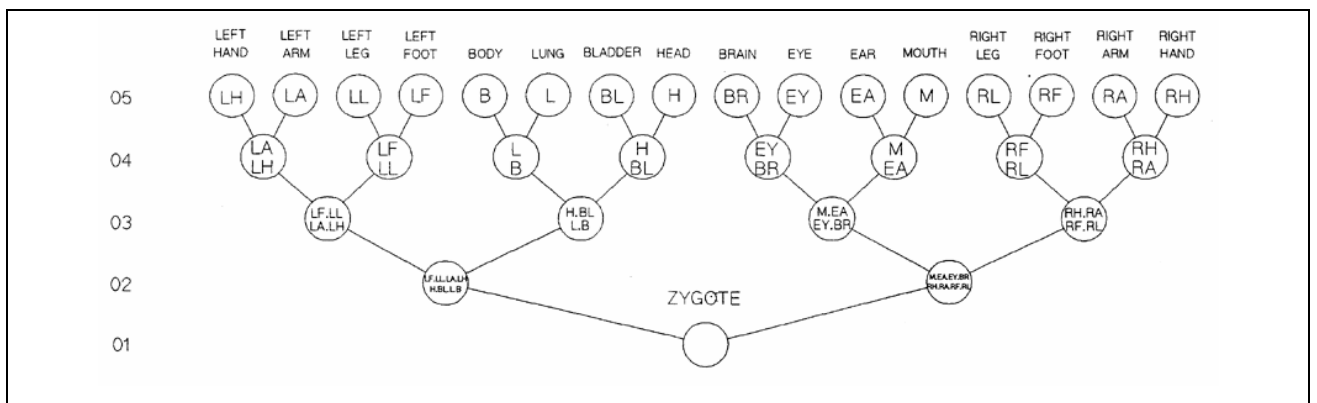 LEFT LEFT LEFT LEFT RIGHT RIGHT RIGHT RIGHT
HAND ARM LEG FOOT BODY LUNG BLADDER HEAD BRAIN EYE EAR MOUTH LEG FOOT ARM HAND
05 LH LA LL LF B L BL H BR EY EA M RL RF RA RH
LA LF L H EY M RF RH
04
LH LL B BL BR EA RL RA
LF.LL H.BL M.EA RH.RA
03
LA.LH L.B EY.BR RF.RL
LF.LL.LA.LH M.EA.EY.BR
02
H.BL.L.B RH.RA.RF.RL
ZYGOTE
01